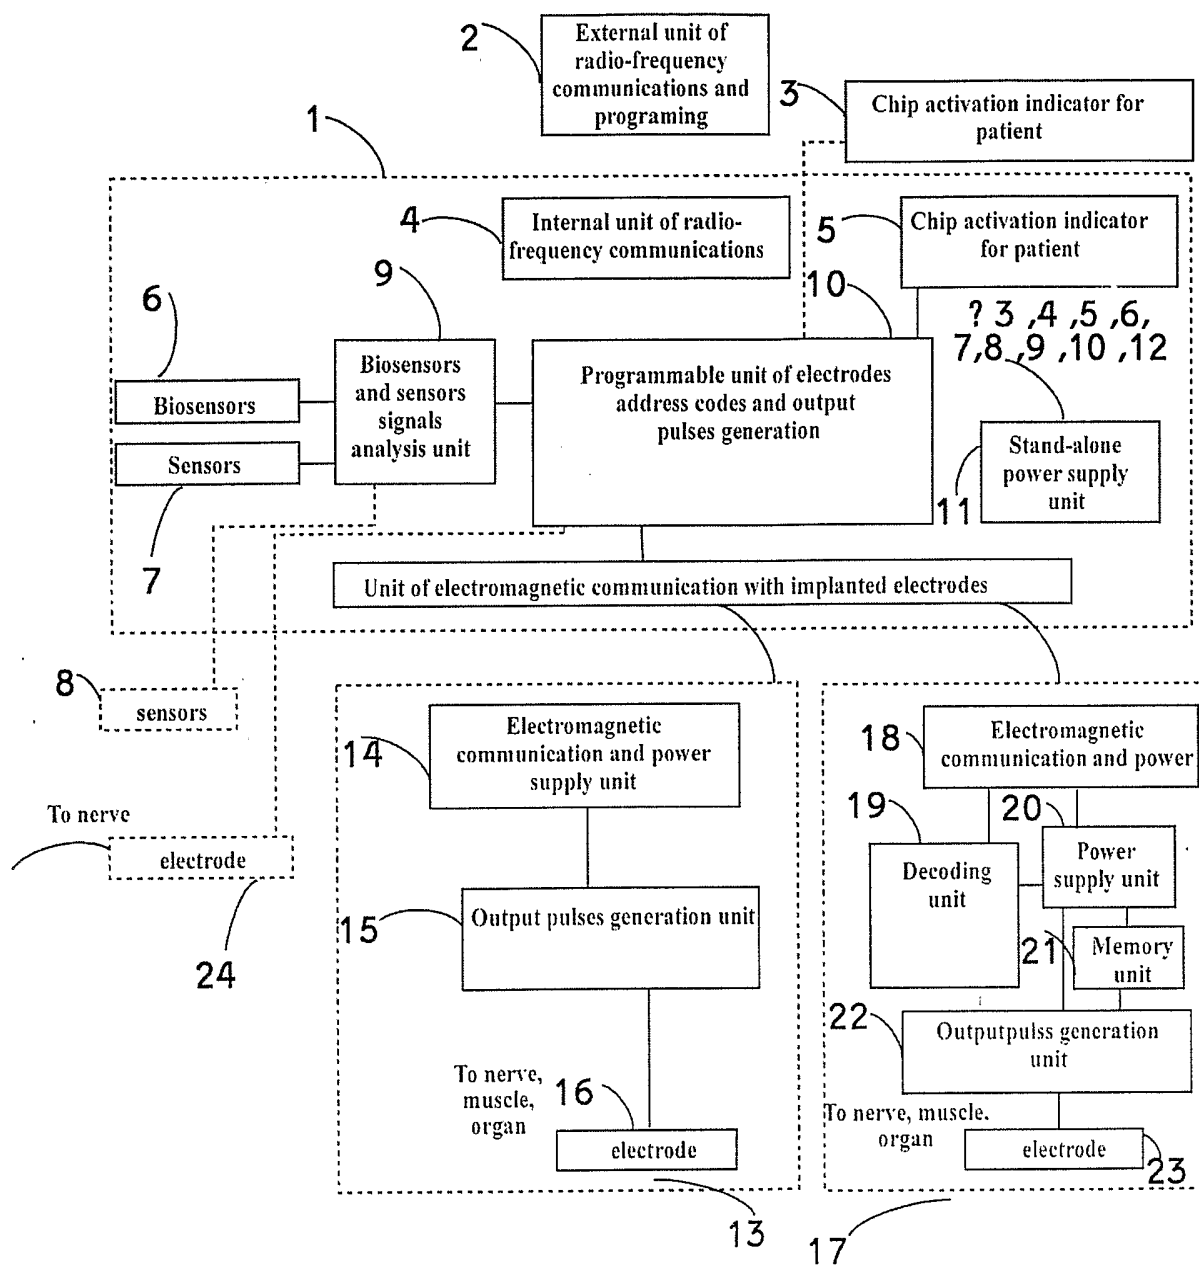 2
External unit of
radio-frequency
communications and
programing
3
Chip activation indicator for
patient
1
4
Internal unit of radio-
frequency communications
5
Chip activation indicator
for patient
6
9
10
? 3 ,4 ,5 ,6,
7,8 ,9 ,10 ,12
Biosensors
Sensors
7
Biosensors
and sensors
signals
analysis unit
Programmable unit of electrodes
address codes and output
pulses generation
11
Stand-alone
power supply
unit
Unit of electromagnetic communication with implanted electrodes
8
sensors
To nerve
electrode
24
14
Electromagnetic
communication and power
supply unit
15
Output pulses generation unit
To nerve,
muscle,
organ
16
electrode
13
18
Electromagnetic
communication and power
19
20
Decoding
unit
Power
supply unit
21
Memory
unit
22
Outputpulss generation
unit
To nerve, muscle.
organ
electrode
23
17